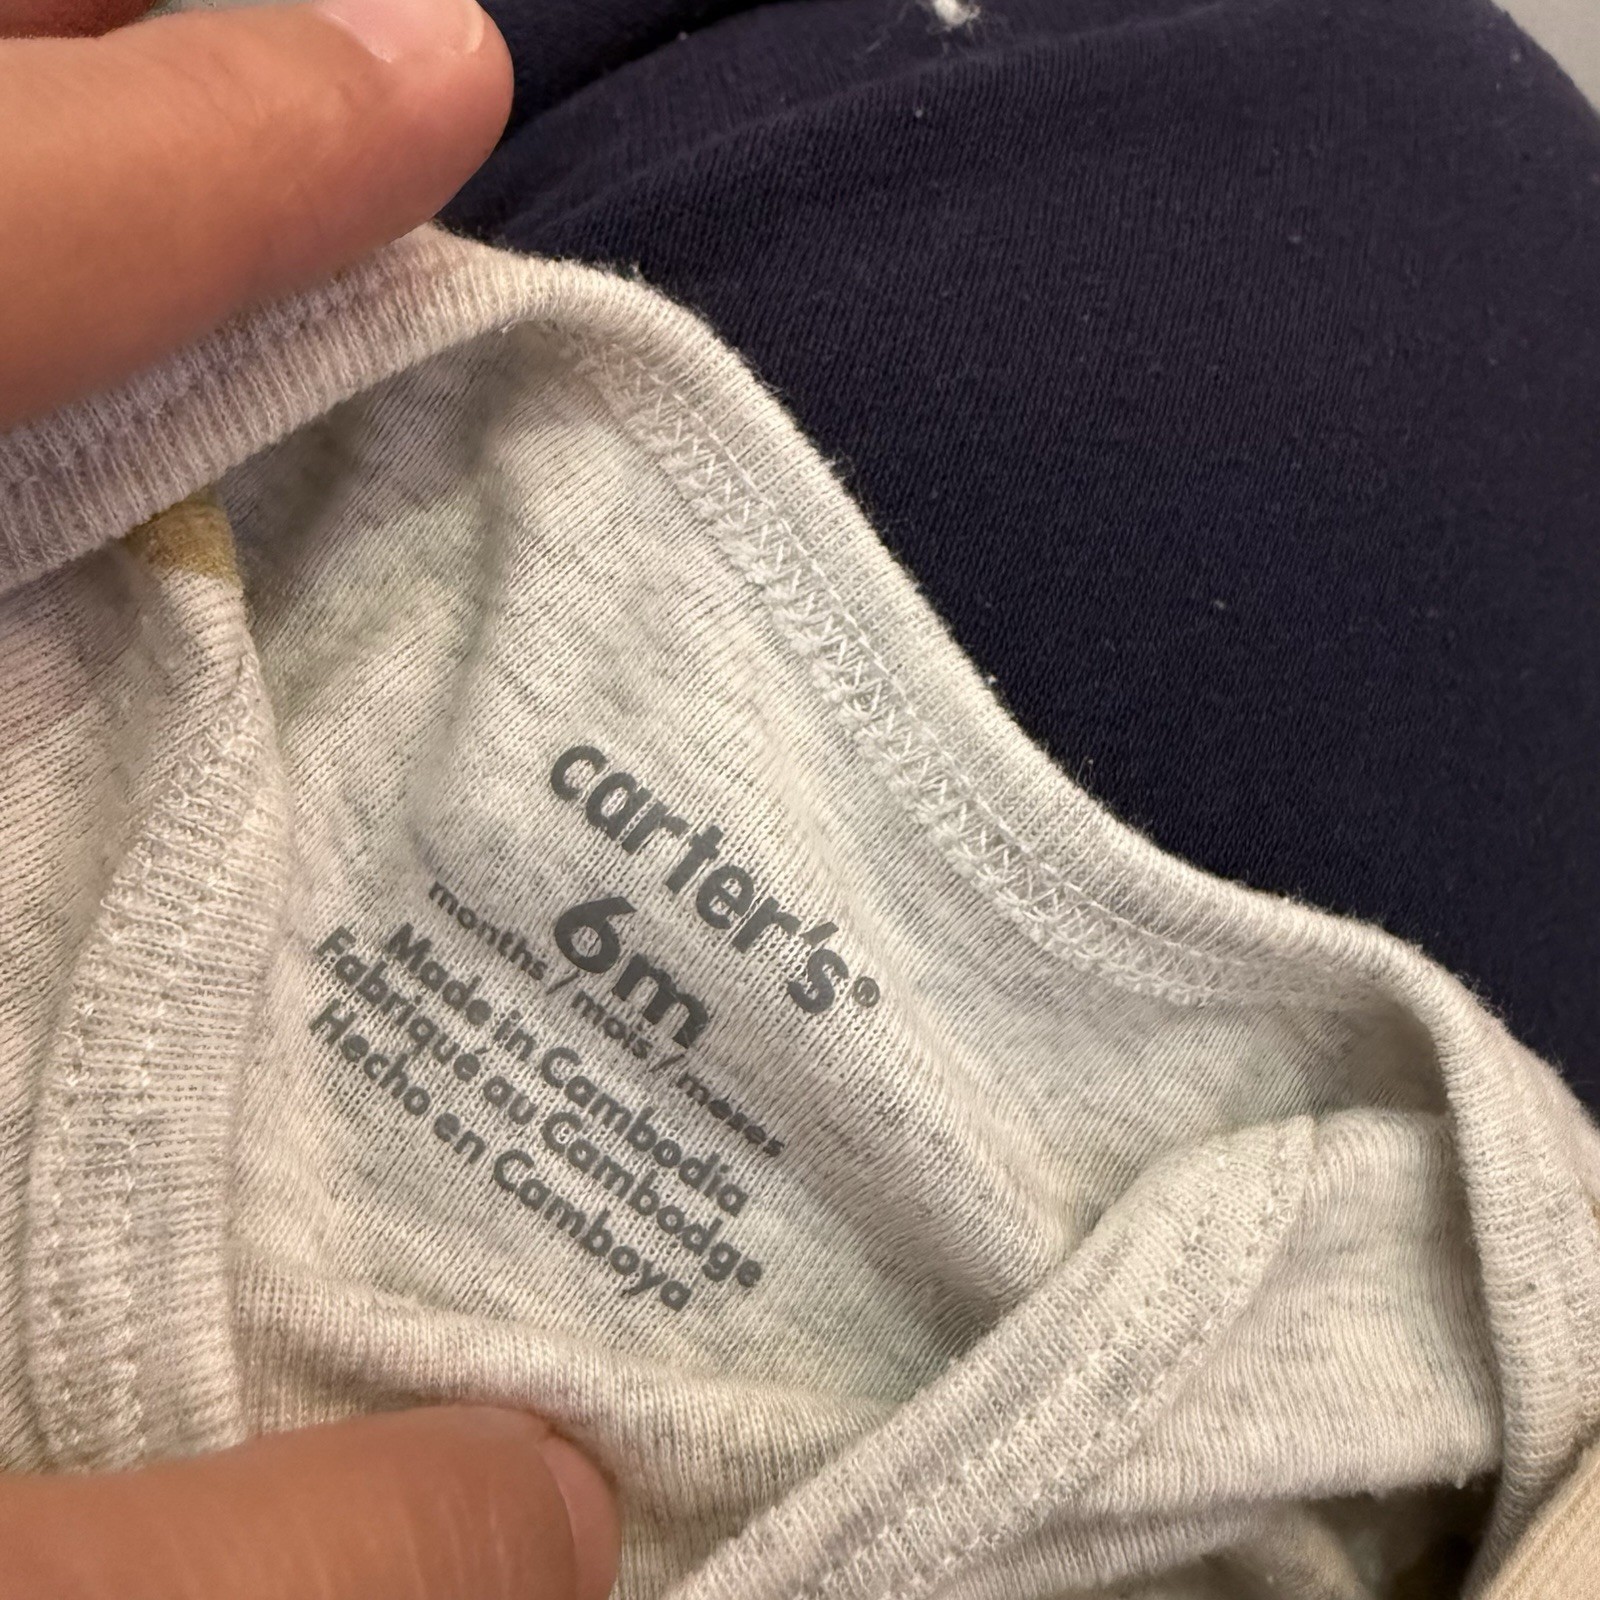 carter's®
6m
months / mois / meses
Made in Cambodia
Fabriqué au Cambodge
Hecho en Camboya